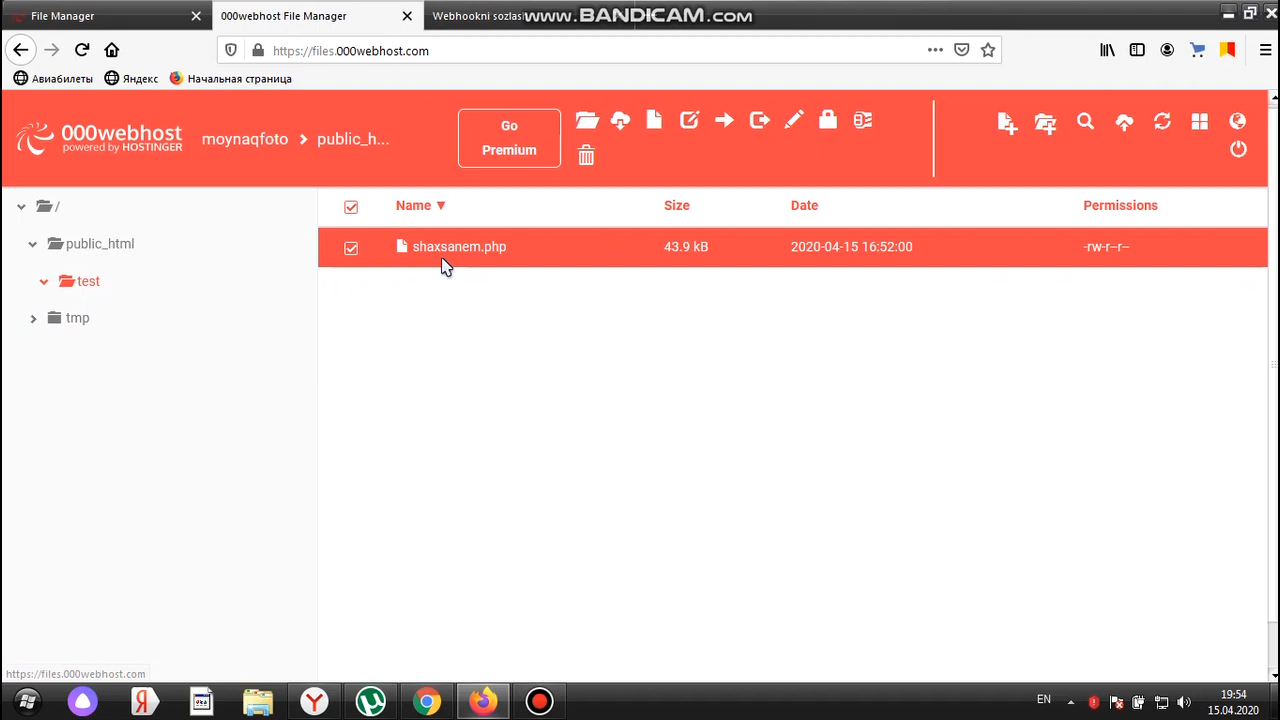 File Manager
000webhost File Manager
Webhookni sozlas
www.BANDICAM.com
https://files.000webhost.com
Авиабилеты
Яндекс
Начальная страница
000webhost
powered by HOSTINGER
moynaqfoto
public_h...
Go
Premium
/
public_html
test
tmp
Name
Size
Date
Permissions
shaxsanem.php
43.9 kB
2020-04-15 16:52:00
-rw-r--r--
https://files.000webhost.com
EN
19:54
15.04.2020